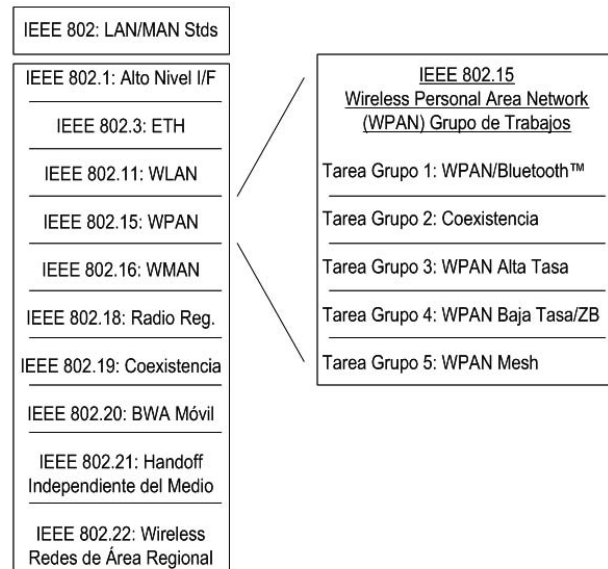 IEEE 802: LAN/MAN Stds
IEEE 802.1: Alto Nivel I/F
IEEE 802.3: ETH
IEEE 802.11: WLAN
IEEE 802.15: WPAN
IEEE 802.16: WMAN
IEEE 802.18: Radio Reg.
IEEE 802.19: Coexistencia
IEEE 802.20: BWA Móvil
IEEE 802.21: Handoff
Independiente del Medio
IEEE 802.22: Wireless
Redes de Área Regional
IEEE 802.15
Wireless Personal Area Network
(WPAN) Grupo de Trabajos
Tarea Grupo 1: WPAN/Bluetooth™
Tarea Grupo 2: Coexistencia
Tarea Grupo 3: WPAN Alta Tasa
Tarea Grupo 4: WPAN Baja Tasa/ZB
Tarea Grupo 5: WPAN Mesh